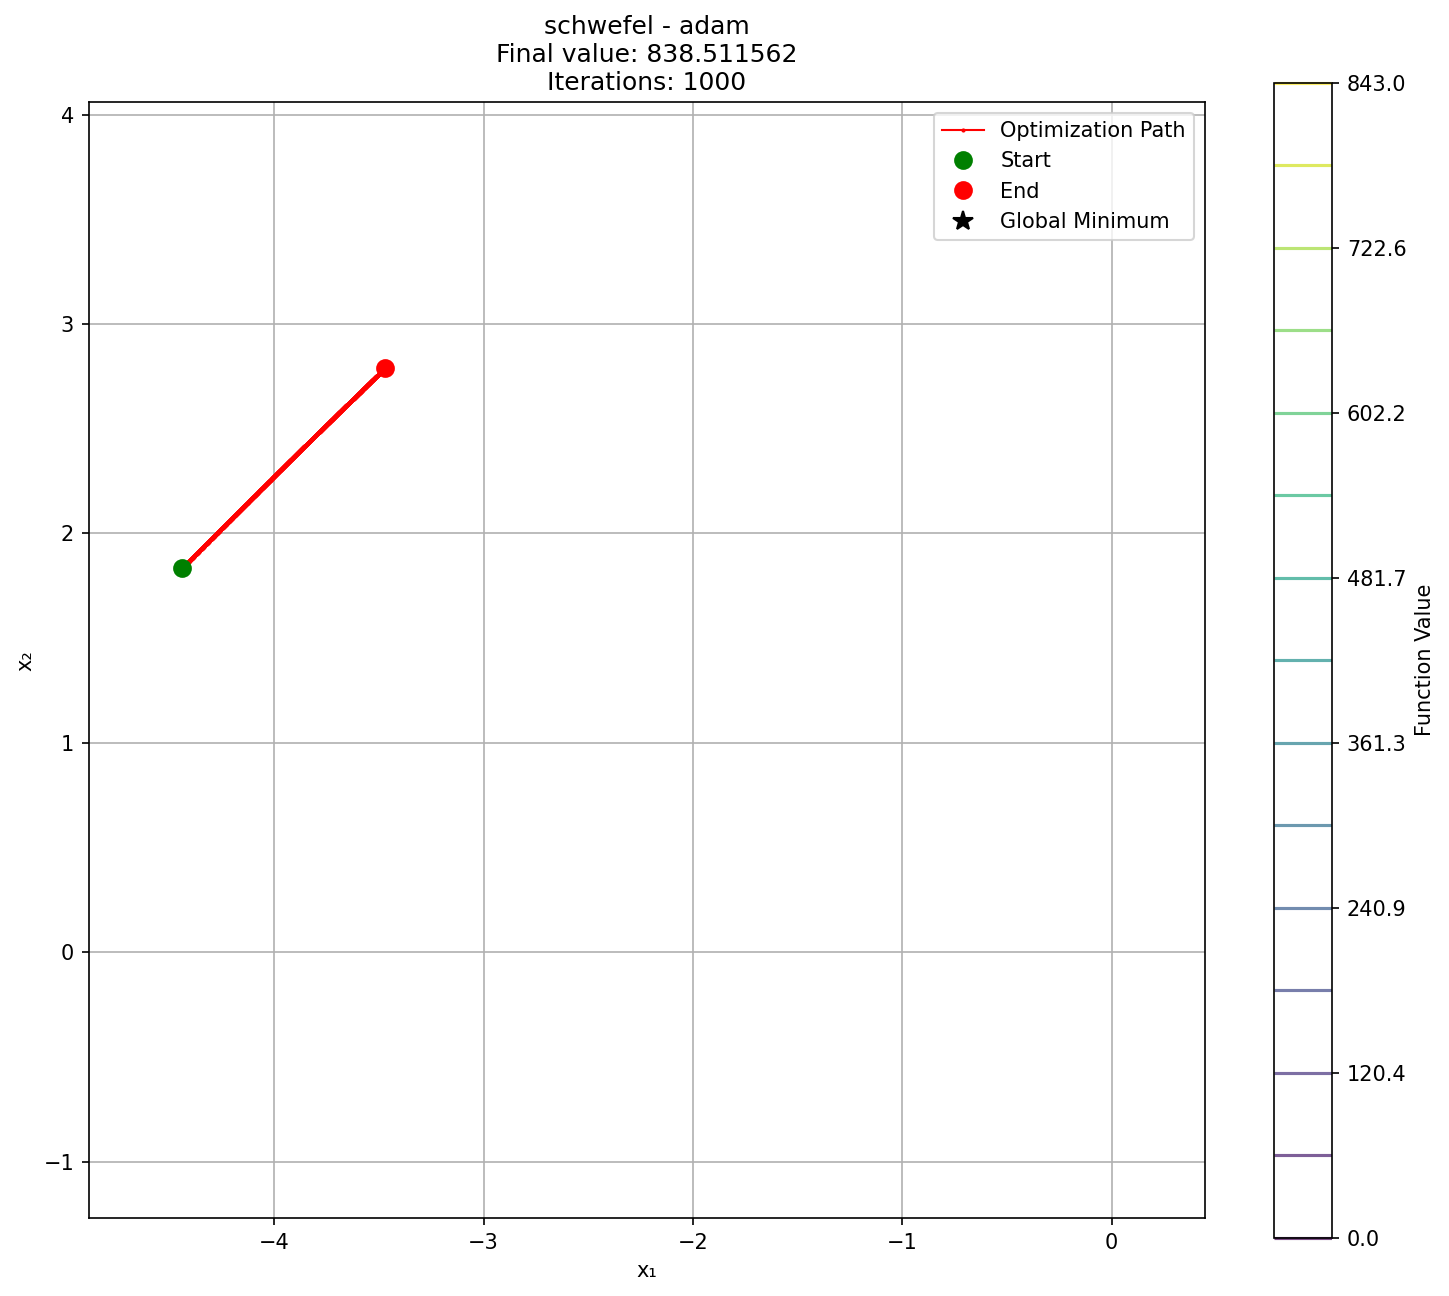 schwefel - adam
Final value: 838.511562
Iterations: 1000
Optimization Path
Start
End
Global Minimum
4
3
2
1
0
−1
x₂
−4
−3
−2
−1
0
x₁
843.0
722.6
602.2
481.7
361.3
240.9
120.4
0.0
Function Value